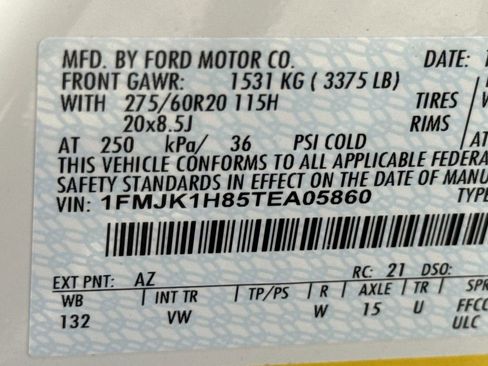 MFD. BY FORD MOTOR CO. DATE:
FRONT GAWR: 1531 KG ( 3375 LB)
WITH 275/60R20 115H TIRES
20x8.5J RIMS
AT 250 kPa/ 36 PSI COLD
THIS VEHICLE CONFORMS TO ALL APPLICABLE FEDERA
SAFETY STANDARDS IN EFFECT ON THE DATE OF MANU
VIN: 1FMJK1H85TEA05860 TYPE
EXT PNT: AZ RC: 21 DSO:
WB INT TR TP/PS R AXLE TR SPR
132 VW W 15 U FFCC
ULC